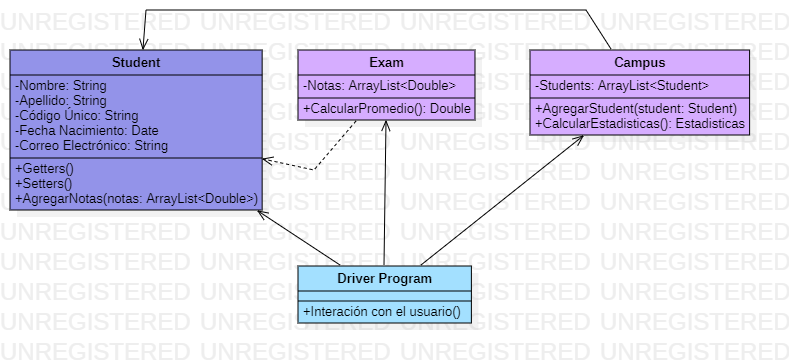 Student
-Nombre: String
-Apellido: String
-Código Único: String
-Fecha Nacimiento: Date
-Correo Electrónico: String
+Getters()
+Setters()
+AgregarNotas(notas: ArrayList<Double>)
Exam
-Notas: ArrayList<Double>
+CalcularPromedio(): Double
Campus
-Students: ArrayList<Student>
+AgregarStudent(student: Student)
+CalcularEstadisticas(): Estadisticas
Driver Program
+Interación con el usuario()
UNREGISTERED UNREGISTERED UNREGISTERED UNREGISTERED